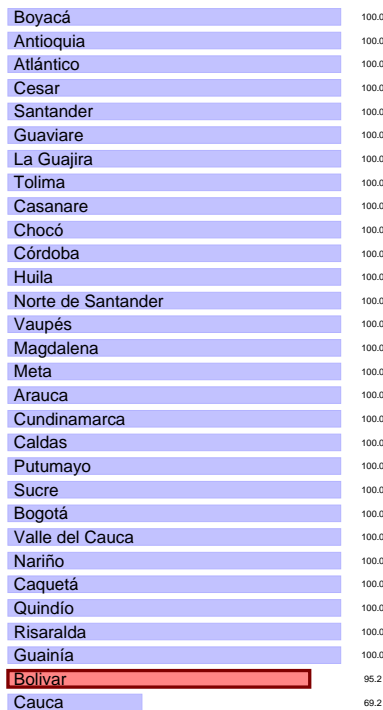 Boyacá 100.0
Antioquia 100.0
Atlántico 100.0
Cesar 100.0
Santander 100.0
Guaviare 100.0
La Guajira 100.0
Tolima 100.0
Casanare 100.0
Chocó 100.0
Córdoba 100.0
Huila 100.0
Norte de Santander 100.0
Vaupés 100.0
Magdalena 100.0
Meta 100.0
Arauca 100.0
Cundinamarca 100.0
Caldas 100.0
Putumayo 100.0
Sucre 100.0
Bogotá 100.0
Valle del Cauca 100.0
Nariño 100.0
Caquetá 100.0
Quindío 100.0
Risaralda 100.0
Guainía 100.0
Bolivar 95.2
Cauca 69.2